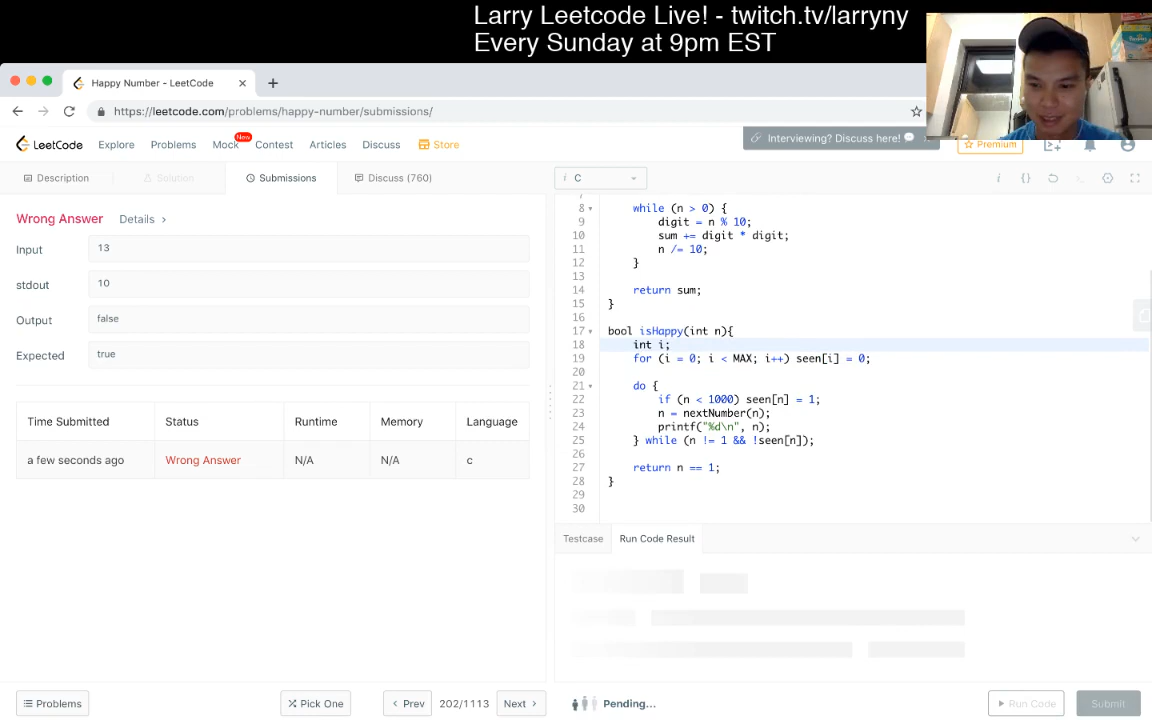 Larry Leetcode Live! - twitch.tv/larryny
Every Sunday at 9pm EST
Happy Number - LeetCode
https://leetcode.com/problems/happy-number/submissions/
LeetCode
Explore
Problems
Mock
New
Contest
Articles
Discuss
Store
Interviewing? Discuss here!
Premium
Description
Solution
Submissions
Discuss (760)
i C
Wrong Answer
Details >
Input
13
stdout
10
Output
false
Expected
true
Time Submitted Status Runtime Memory Language
a few seconds ago Wrong Answer N/A N/A c
7
8 while (n > 0) {
9 digit = n % 10;
10 sum += digit * digit;
11 n /= 10;
12 }
13
14 return sum;
15 }
16
17 bool isHappy(int n){
18 int i;
19 for (i = 0; i < MAX; i++) seen[i] = 0;
20
21 do {
22 if (n < 1000) seen[n] = 1;
23 n = nextNumber(n);
24 printf("%d\n", n);
25 } while (n != 1 && !seen[n]);
26
27 return n == 1;
28 }
29
30
Testcase
Run Code Result
Problems
Pick One
< Prev
202/1113
Next >
Pending...
Run Code
Submit